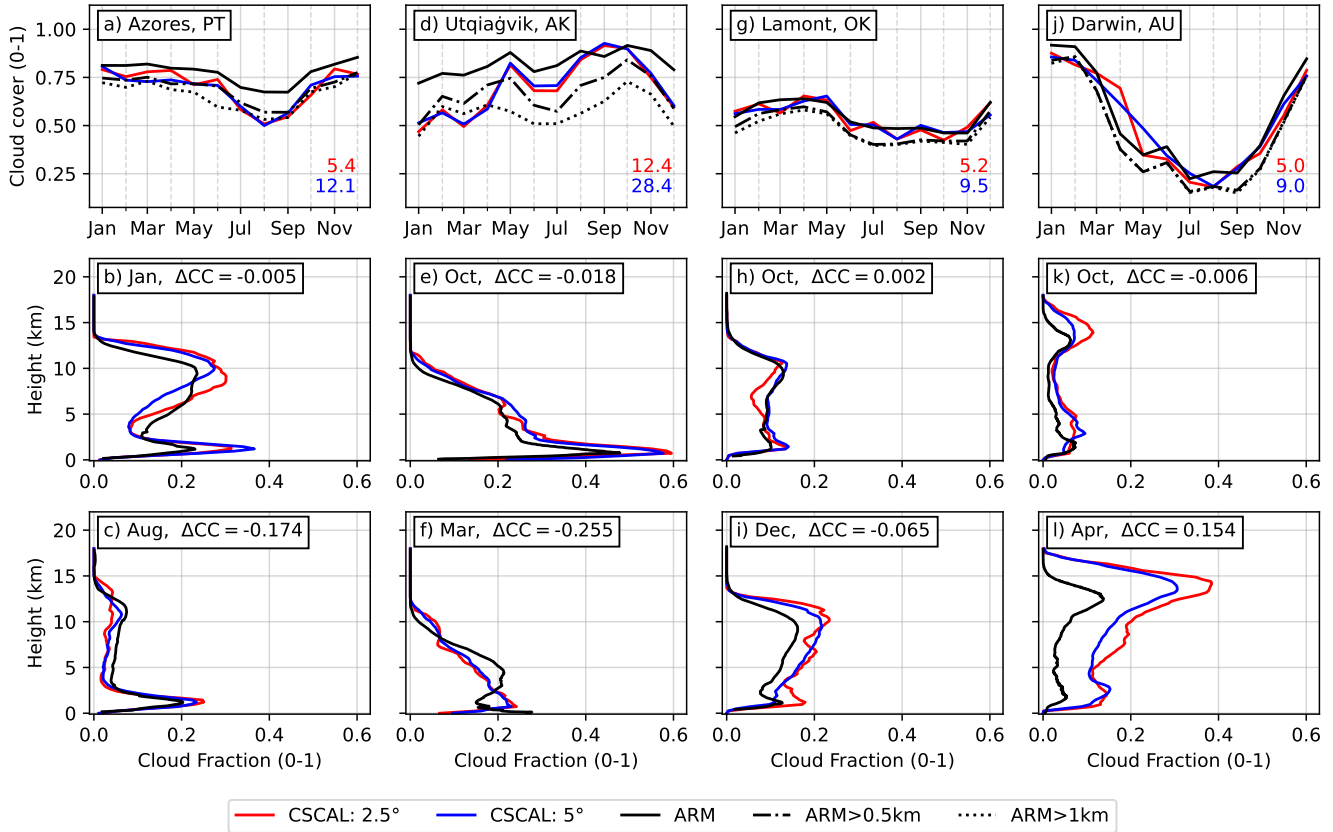 a) Azores, PT
d) Utqiaġvik, AK
g) Lamont, OK
j) Darwin, AU
Cloud cover (0-1)
1.00
0.75
0.50
0.25
5.4
12.1
12.4
28.4
5.2
9.5
5.0
9.0
Jan Mar May Jul Sep Nov
Jan Mar May Jul Sep Nov
Jan Mar May Jul Sep Nov
Jan Mar May Jul Sep Nov
b) Jan, ΔCC = -0.005
e) Oct, ΔCC = -0.018
h) Oct, ΔCC = 0.002
k) Oct, ΔCC = -0.006
Height (km)
20
15
10
5
0
0.0 0.2 0.4 0.6
0.0 0.2 0.4 0.6
0.0 0.2 0.4 0.6
0.0 0.2 0.4 0.6
c) Aug, ΔCC = -0.174
f) Mar, ΔCC = -0.255
i) Dec, ΔCC = -0.065
l) Apr, ΔCC = 0.154
Height (km)
20
15
10
5
0
0.0 0.2 0.4 0.6
0.0 0.2 0.4 0.6
0.0 0.2 0.4 0.6
0.0 0.2 0.4 0.6
Cloud Fraction (0-1)
Cloud Fraction (0-1)
Cloud Fraction (0-1)
Cloud Fraction (0-1)
CSCAL: 2.5° CSCAL: 5° ARM ARM>0.5km ARM>1km